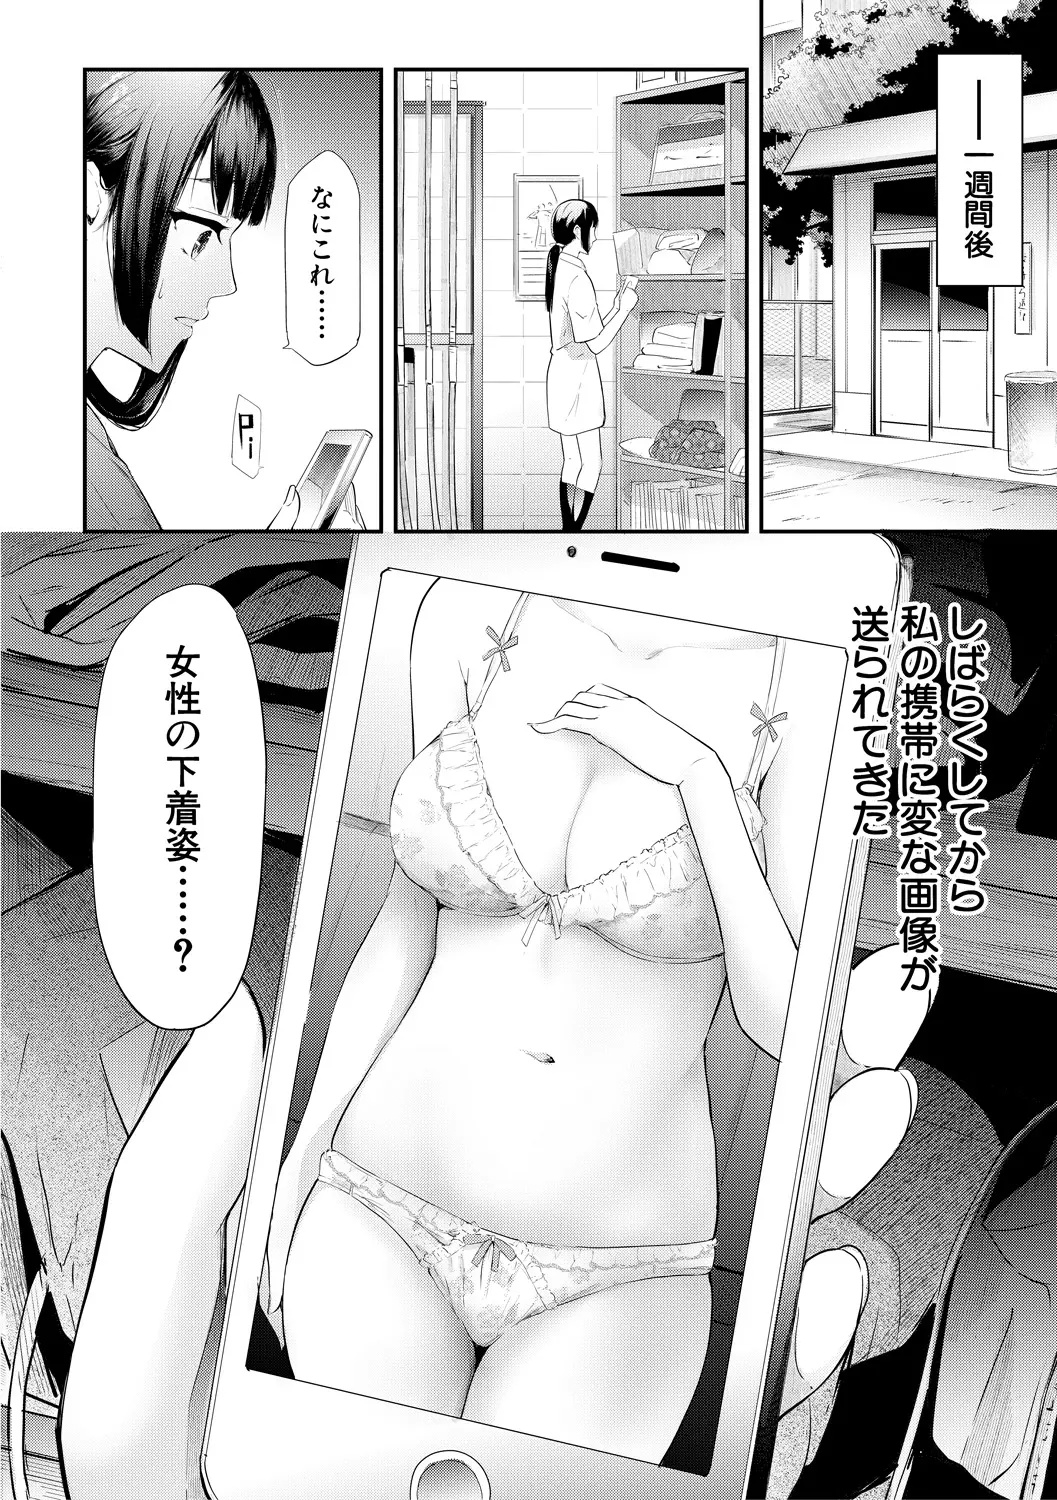 一週間後
なにこれ……
Pi
しばらくしてから
私の携帯に変な画像が
送られてきた
女性の下着姿……?